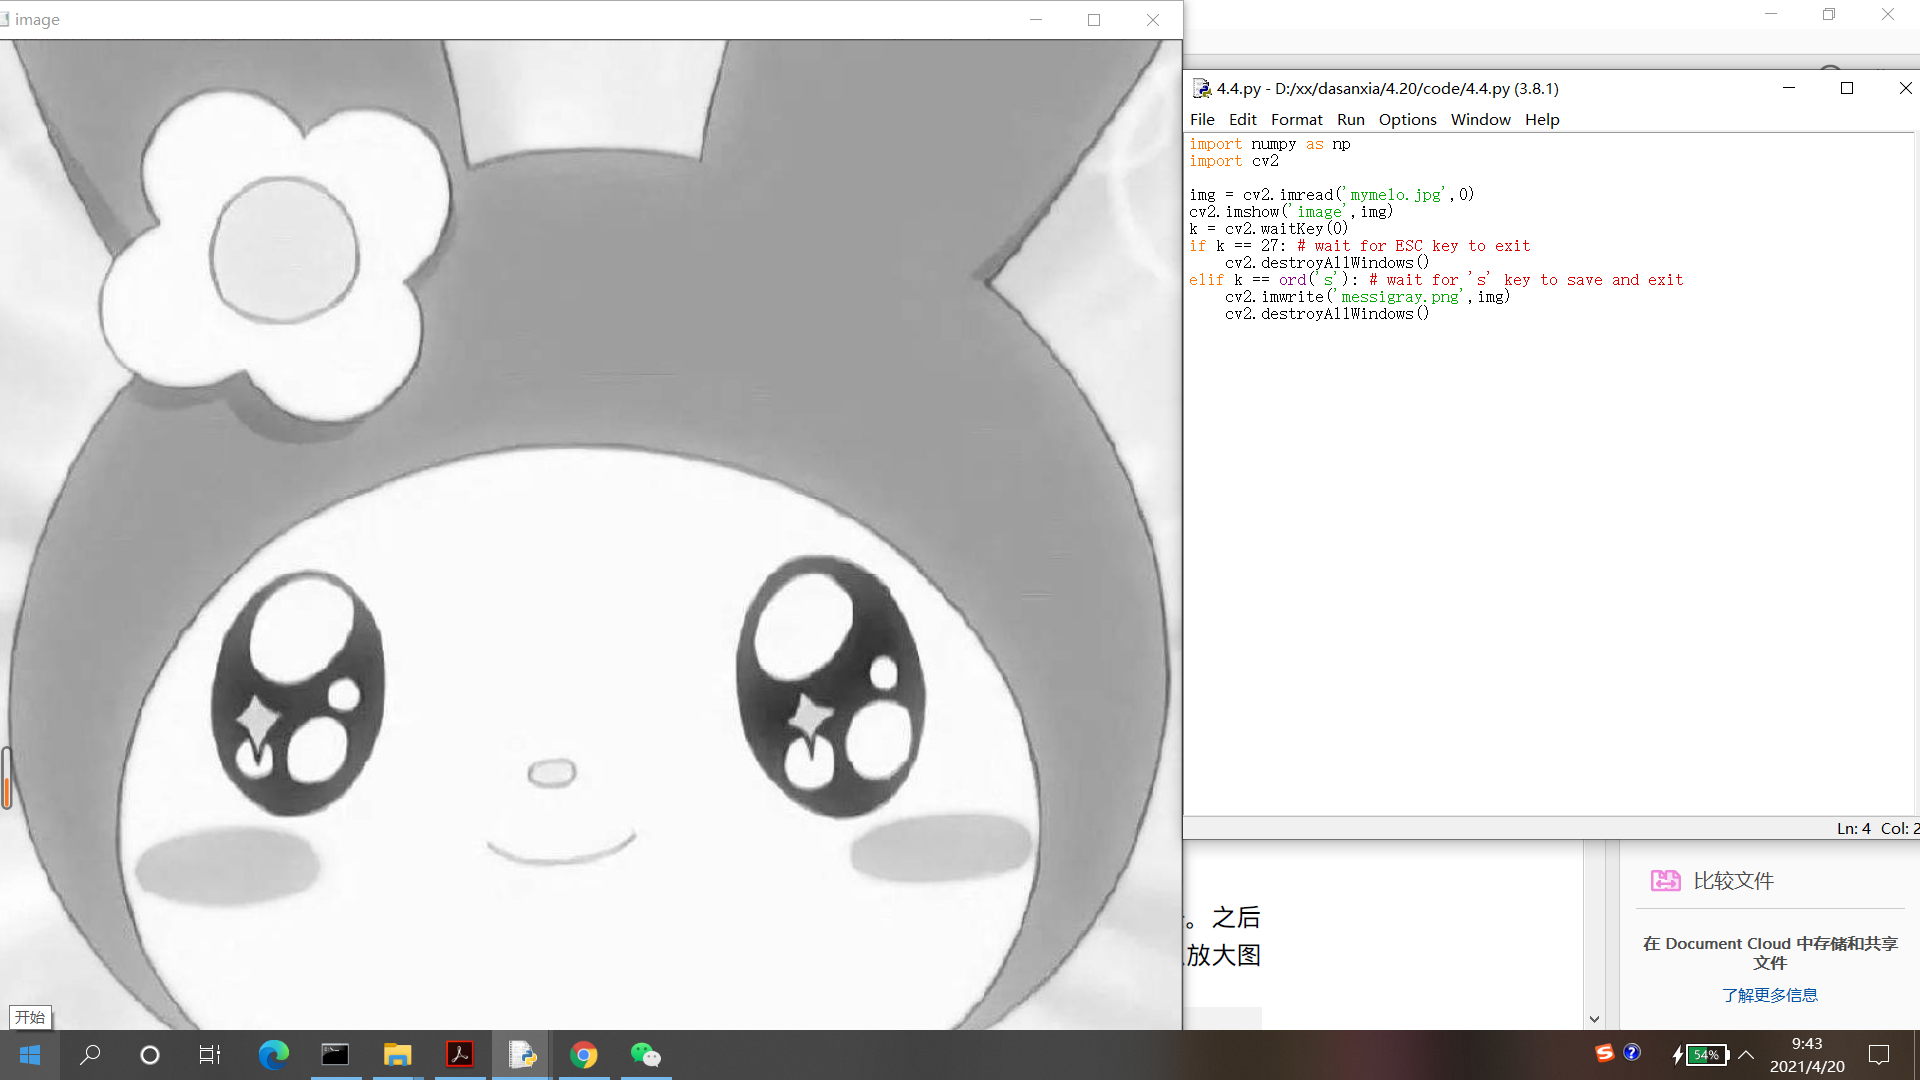 image
4.4.py - D:/xx/dasanxia/4.20/code/4.4.py (3.8.1)
File Edit Format Run Options Window Help
import numpy as np
import cv2
img = cv2.imread('mymelo.jpg',0)
cv2.imshow('image',img)
k = cv2.waitKey(0)
if k == 27: # wait for ESC key to exit
    cv2.destroyAllWindows()
elif k == ord('s'): # wait for 's' key to save and exit
    cv2.imwrite('messigray.png',img)
    cv2.destroyAllWindows()
Ln: 4 Col: 2
。之后
放大图
比较文件
在 Document Cloud 中存储和共享
文件
了解更多信息
开始
54%
9:43
2021/4/20